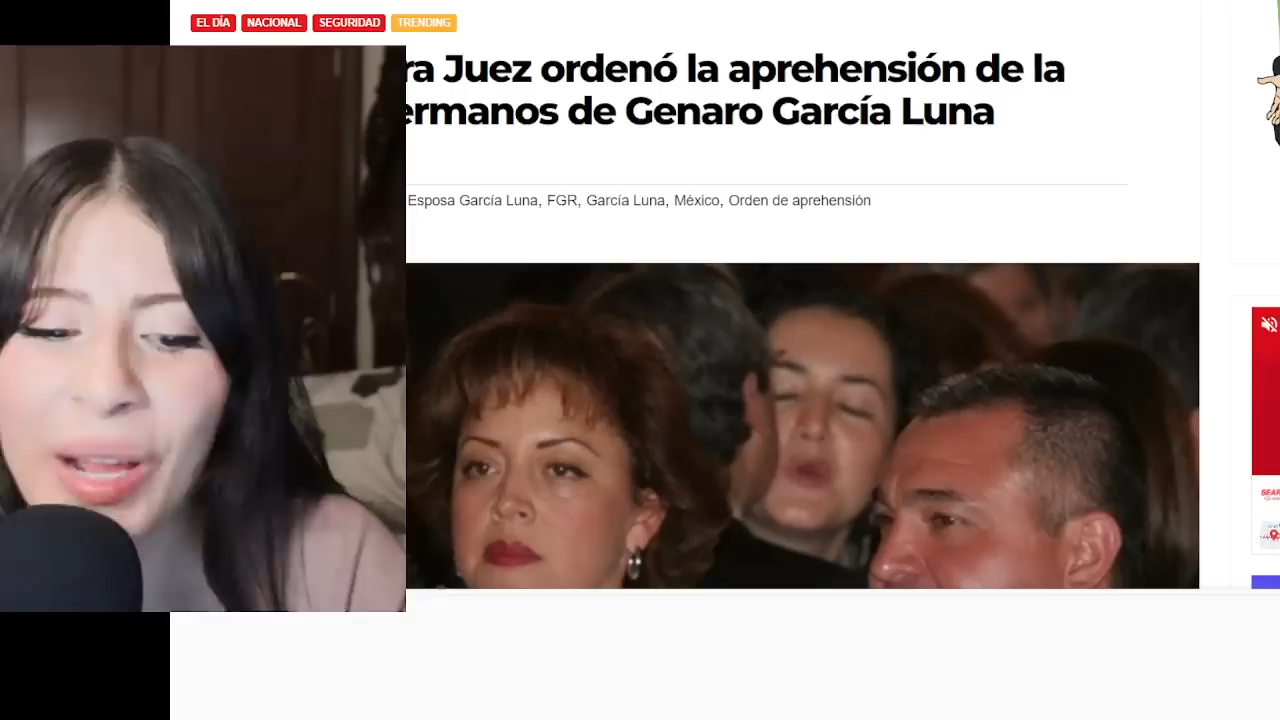 EL DÍA NACIONAL SEGURIDAD TRENDING
ra Juez ordenó la aprehensión de la
ermanos de Genaro García Luna
Esposa García Luna, FGR, García Luna, México, Orden de aprehensión
SEAR